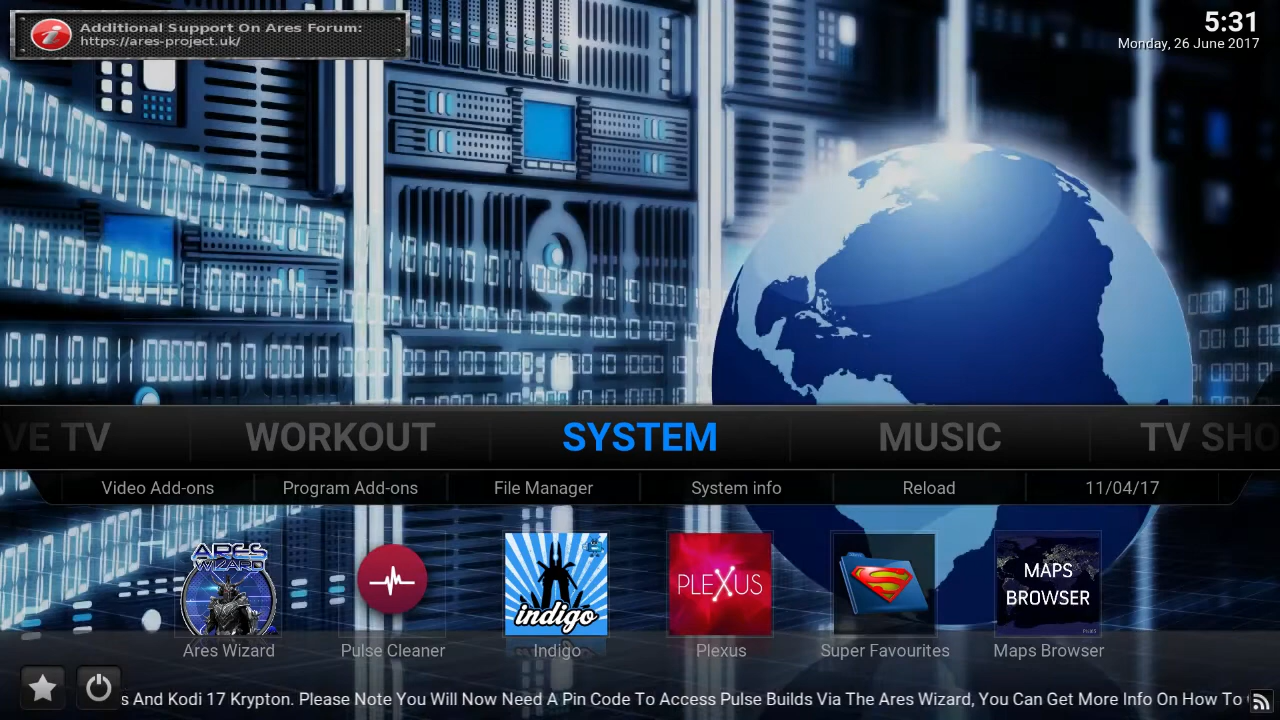 Additional Support On Ares Forum:
https://ares-project.uk/
5:31
Monday, 26 June 2017
VE TV
WORKOUT
SYSTEM
MUSIC
TV SHO
Video Add-ons
Program Add-ons
File Manager
System info
Reload
11/04/17
ARES
WIZARD
indigo
PLEXUS
MAPS
BROWSER
Ares Wizard
Pulse Cleaner
Indigo
Plexus
Super Favourites
Maps Browser
s And Kodi 17 Krypton. Please Note You Will Now Need A Pin Code To Access Pulse Builds Via The Ares Wizard, You Can Get More Info On How To